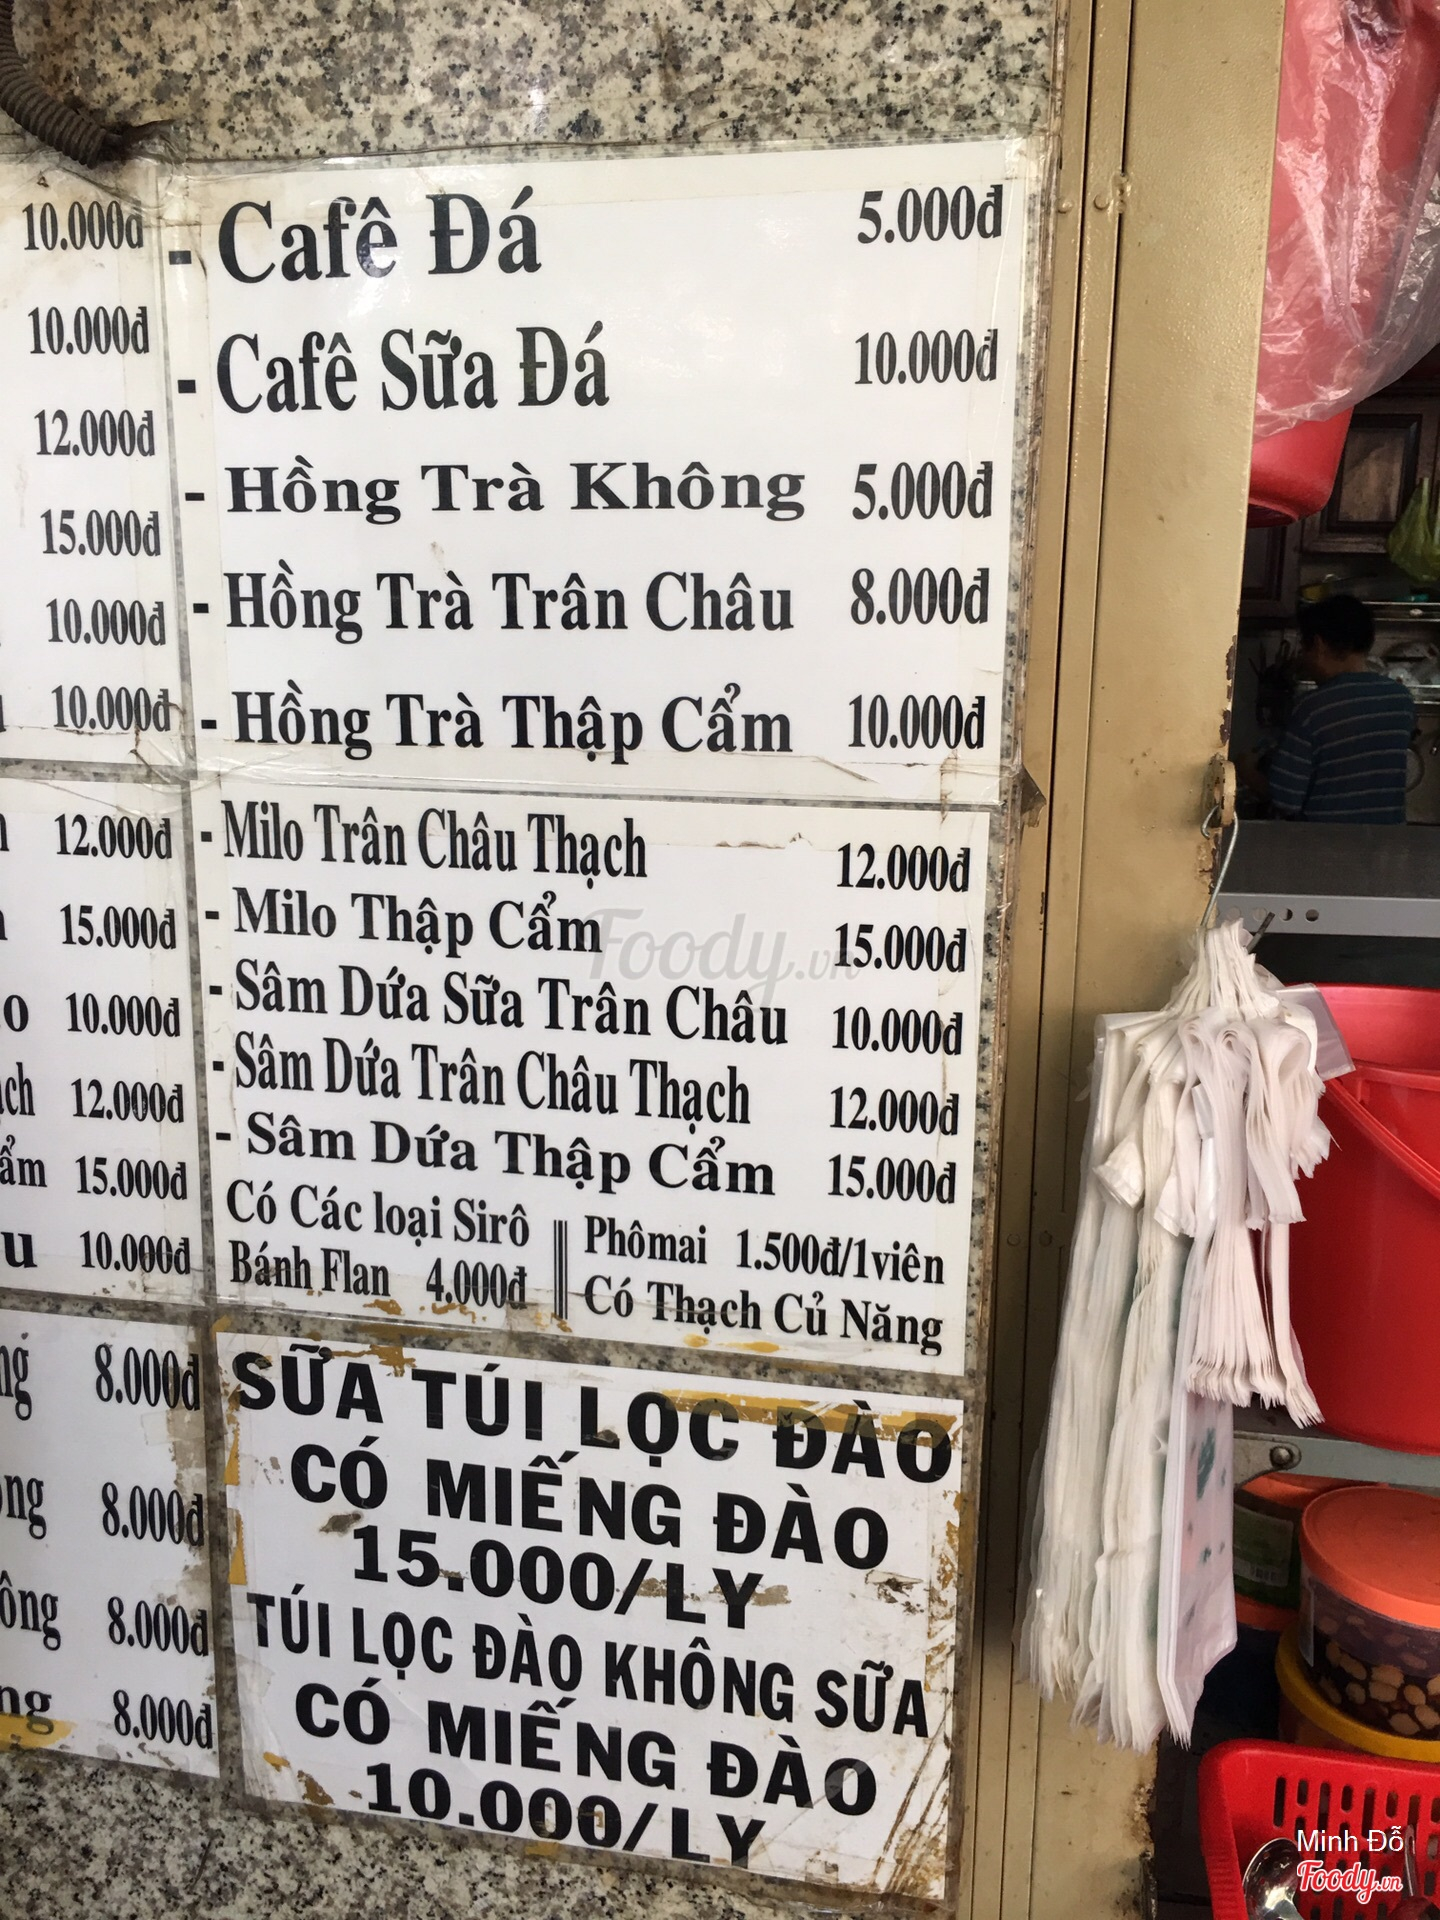 10.000đ
10.000đ
12.000đ
15.000đ
10.000đ
10.000đ
12.000đ
15.000đ
10.000đ
12.000đ
15.000đ
10.000đ
8.000đ
8.000đ
8.000đ
8.000đ
- Cafê Đá 5.000đ
- Cafê Sữa Đá 10.000đ
- Hồng Trà Không 5.000đ
- Hồng Trà Trân Châu 8.000đ
- Hồng Trà Thập Cẩm 10.000đ
- Milo Trân Châu Thạch 12.000đ
- Milo Thập Cẩm 15.000đ
- Sâm Dứa Sữa Trân Châu 10.000đ
- Sâm Dứa Trân Châu Thạch 12.000đ
- Sâm Dứa Thập Cẩm 15.000đ
Có Các loại Sirô
Bánh Flan 4.000đ
Phômai 1.500đ/1viên
Có Thạch Củ Năng
SỮA TÚI LỌC ĐÀO
CÓ MIẾNG ĐÀO
15.000/LY
TÚI LỌC ĐÀO KHÔNG SỮA
CÓ MIẾNG ĐÀO
10.000/LY
Foody.vn
Minh Đỗ
Foody.vn